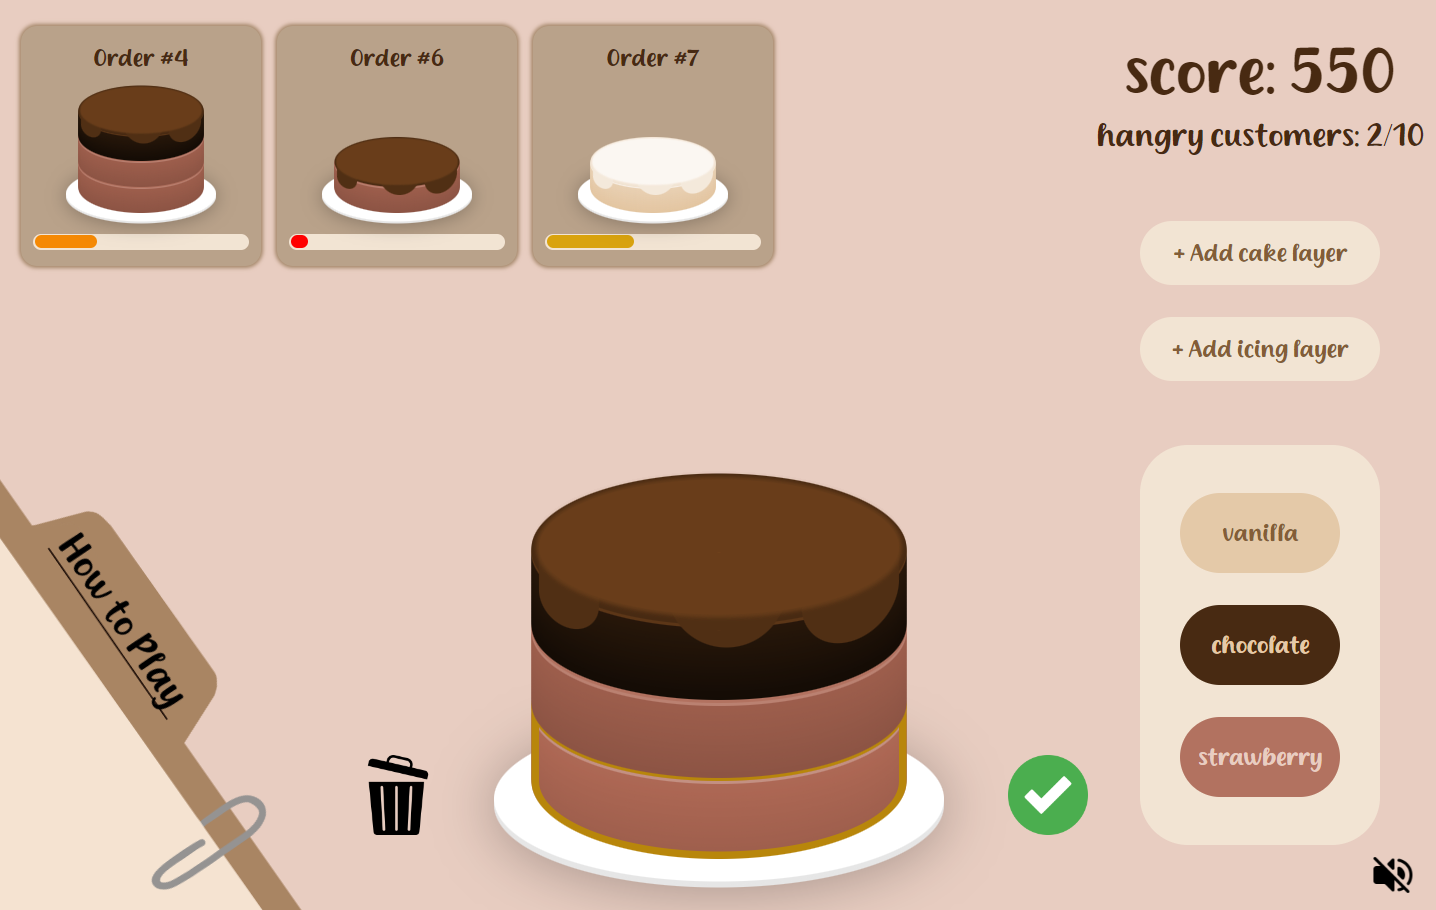 Order #4
Order #6
Order #7
score: 550
hangry customers: 2/10
+ Add cake layer
+ Add icing layer
vanilla
chocolate
strawberry
How to Play